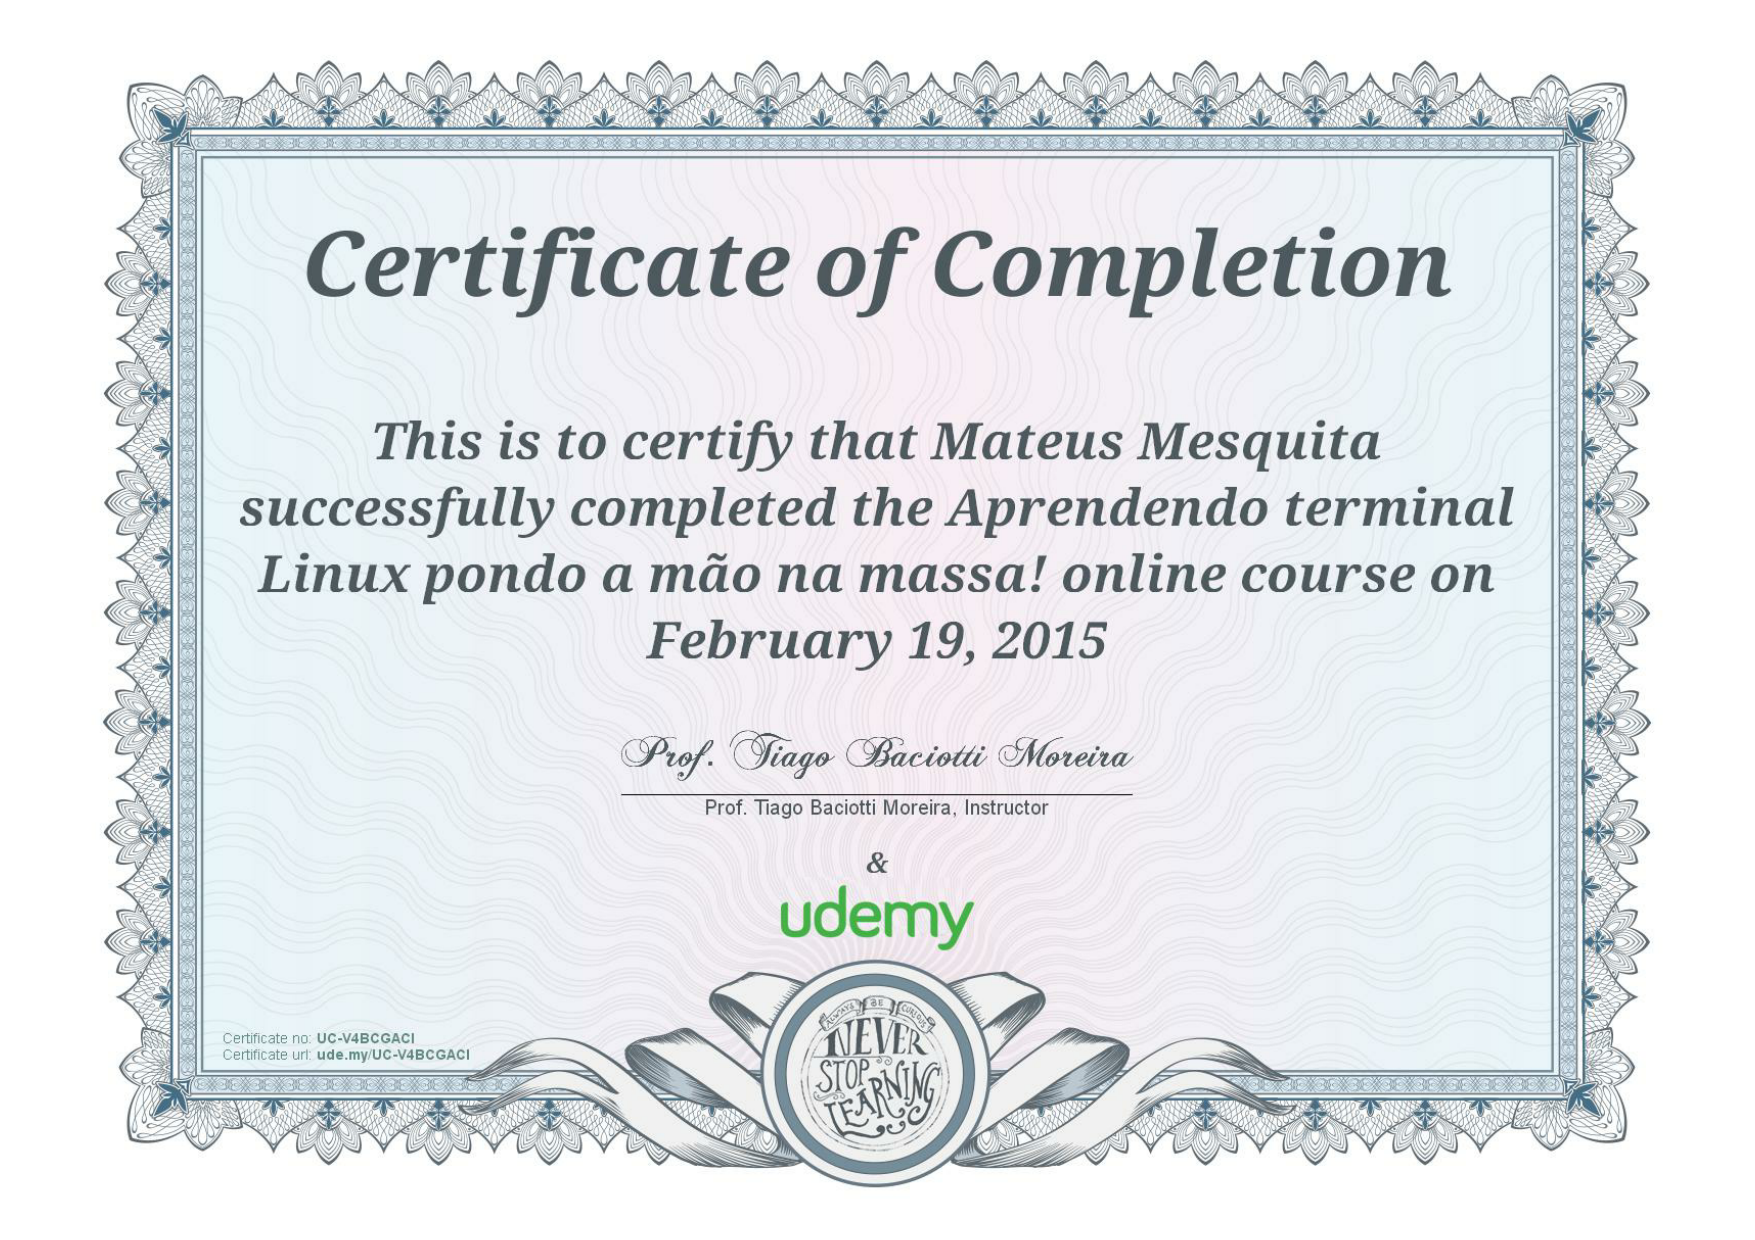 Certificate of Completion
This is to certify that Mateus Mesquita
successfully completed the Aprendendo terminal
Linux pondo a mão na massa! online course on
February 19, 2015
Prof. Tiago Baciotti Moreira
Prof. Tiago Baciotti Moreira, Instructor
&
udemy
Certificate no: UC-V4BCGACI
Certificate url: ude.my/UC-V4BCGACI
ALWAYS BE CURIOUS
NEVER
STOP
LEARNING